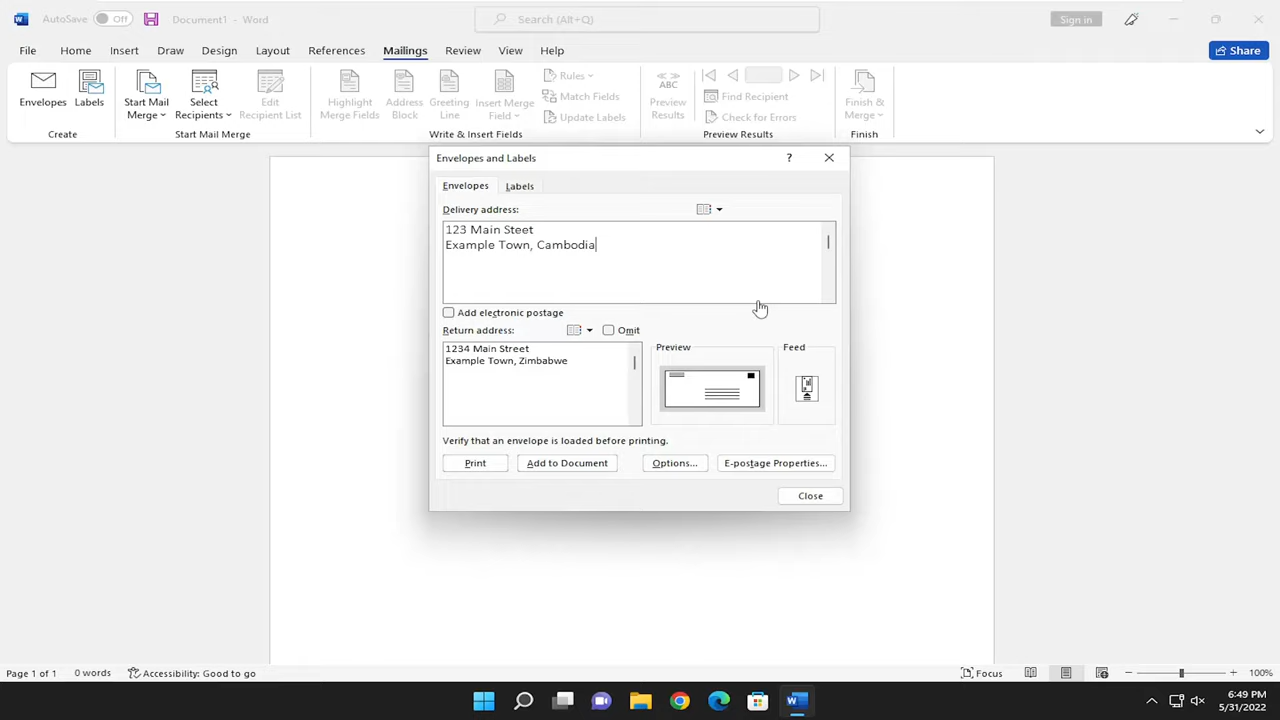 AutoSave Off Document1 - Word Search (Alt+Q) Sign in
File Home Insert Draw Design Layout References Mailings Review View Help Share
Envelopes Labels Start Mail Merge Select Recipients Edit Recipient List Highlight Merge Fields Address Block Greeting Line Insert Merge Field Rules Match Fields Update Labels ABC Preview Results Find Recipient Check for Errors Finish & Merge
Create Start Mail Merge Write & Insert Fields Preview Results Finish
Envelopes and Labels ?
Envelopes Labels
Delivery address:
123 Main Steet
Example Town, Cambodia
Add electronic postage
Return address: Omit
1234 Main Street
Example Town, Zimbabwe
Preview Feed
Verify that an envelope is loaded before printing.
Print Add to Document Options... E-postage Properties...
Close
Page 1 of 1 0 words Accessibility: Good to go Focus 100%
6:49 PM
5/31/2022